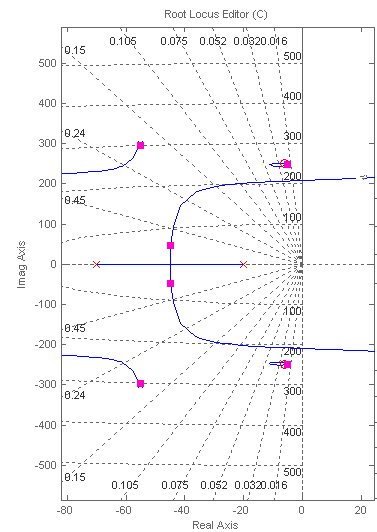 Root Locus Editor (C)
0.15 0.105 0.075 0.052 0.032 0.016
500 500
400 400
0.24 300 300
200 200
0.45 100 100
0
-100 100
0.45
-200 200
-300 300
0.24
-400 400
-500 500
0.15 0.105 0.075 0.052 0.032 0.016
-80 -60 -40 -20 0 20
Imag Axis
Real Axis